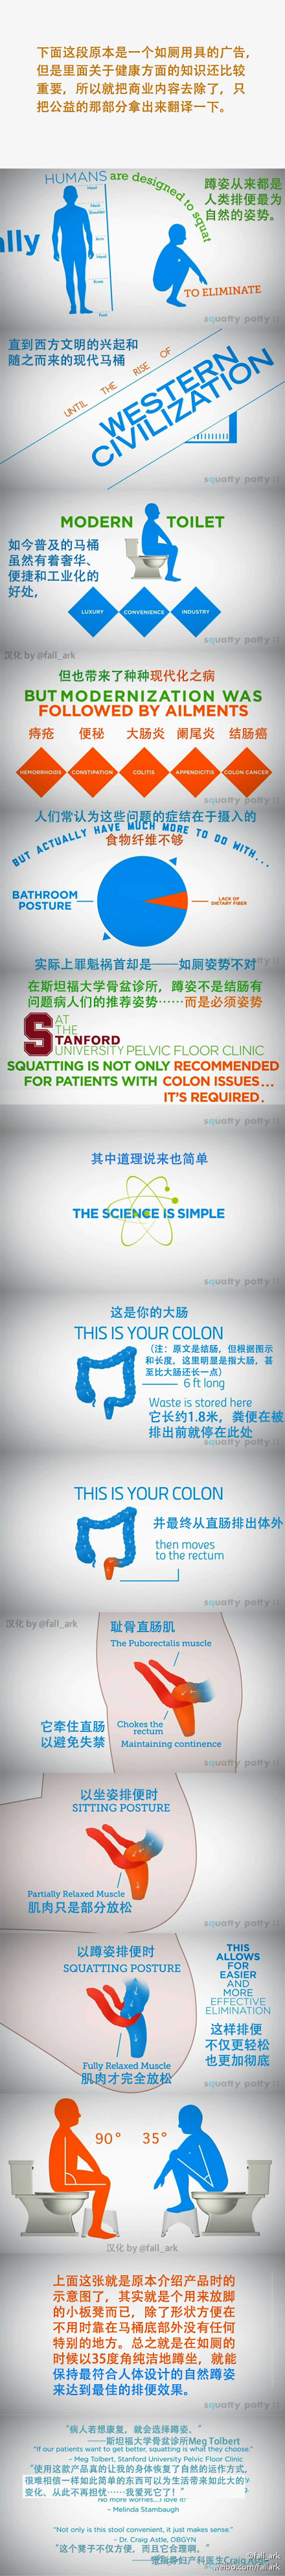 下面这段原本是一个如厕用具的广告，
但是里面关于健康方面的知识还比较
重要，所以就把商业内容去除了，只
把公益的那部分拿出来翻译一下。
ally
HUMANS are designed to squat
TO ELIMINATE
蹲姿从来都是
人类排便最为
自然的姿势。
squatty potty
直到西方文明的兴起和
随之而来的现代马桶
UNTIL THE RISE OF
WESTERN
CIVILIZATION
squatty potty
MODERN TOILET
如今普及的马桶
虽然有着奢华、
便捷和工业化的
好处，
LUXURY
CONVENIENCE
INDUSTRY
squatty potty
汉化 by @fall_ark
但也带来了种种现代化之病
BUT MODERNIZATION WAS
FOLLOWED BY AILMENTS
痔疮 便秘 大肠炎 阑尾炎 结肠癌
HEMORRHOIDS CONSTIPATION COLITIS APPENDICITIS COLON CANCER
squatty potty
人们常认为这些问题的症结在于摄入的
食物纤维不够
BUT ACTUALLY HAVE MUCH MORE TO DO WITH...
BATHROOM
POSTURE
LACK OF
DIETARY FIBER
实际上罪魁祸首却是——如厕姿势不对
在斯坦福大学骨盆诊所，蹲姿不是结肠有
问题病人们的推荐姿势……而是必须姿势
AT
THE
STANFORD
UNIVERSITY PELVIC FLOOR CLINIC
SQUATTING IS NOT ONLY RECOMMENDED
FOR PATIENTS WITH COLON ISSUES...
IT'S REQUIRED.
squatty potty
其中道理说来也简单
THE SCIENCE IS SIMPLE
squatty potty
这是你的大肠
THIS IS YOUR COLON
（注：原文是结肠，但根据图示
和长度，这里明显是指大肠，甚
至比大肠还长一点）
6 ft long
Waste is stored here
它长约1.8米，粪便在被
排出前就停在此处
squatty potty
THIS IS YOUR COLON
并最终从直肠排出体外
then moves
to the rectum
squatty potty
汉化 by @fall_ark
耻骨直肠肌
The Puborectalis muscle
它牵住直肠
以避免失禁
Chokes the
rectum
Maintaining continence
squatty potty
以坐姿排便时
SITTING POSTURE
Partially Relaxed Muscle
肌肉只是部分放松
squatty potty
以蹲姿排便时
SQUATTING POSTURE
THIS
ALLOWS
FOR
EASIER
AND
MORE
EFFECTIVE
ELIMINATION
这样排便
不仅更轻松
也更加彻底
Fully Relaxed Muscle
肌肉才完全放松
squatty potty
90° 35°
汉化 by @fall_ark
上面这张就是原本介绍产品时的
示意图了，其实就是个用来放脚
的小板凳而已，除了形状方便在
不用时靠在马桶底部外没有任何
特别的地方。总之就是在如厕的
时候以35度角纯洁地蹲坐，就能
保持最符合人体设计的自然蹲姿
来达到最佳的排便效果。
squatty potty
“病人若想康复，就会选择蹲姿。”
——斯坦福大学骨盆诊所Meg Tolbert
“If our patients want to get better, squatting is what they choose.”
– Meg Tolbert, Stanford University Pelvic Floor Clinic
“使用这款产品真的让我的身体恢复了自然的运作方式，
很难相信一样如此简单的东西可以为生活带来如此大的
变化。从此不再担忧……我爱死它了！”
No more worries...I love it!
– Melinda Stambaugh
“Not only is this stool convenient, it just makes sense.”
– Dr. Craig Astle, OBGYN
“这个凳子不仅方便，而且它合理啊。”
@fall_ark
weibo.com/fallark